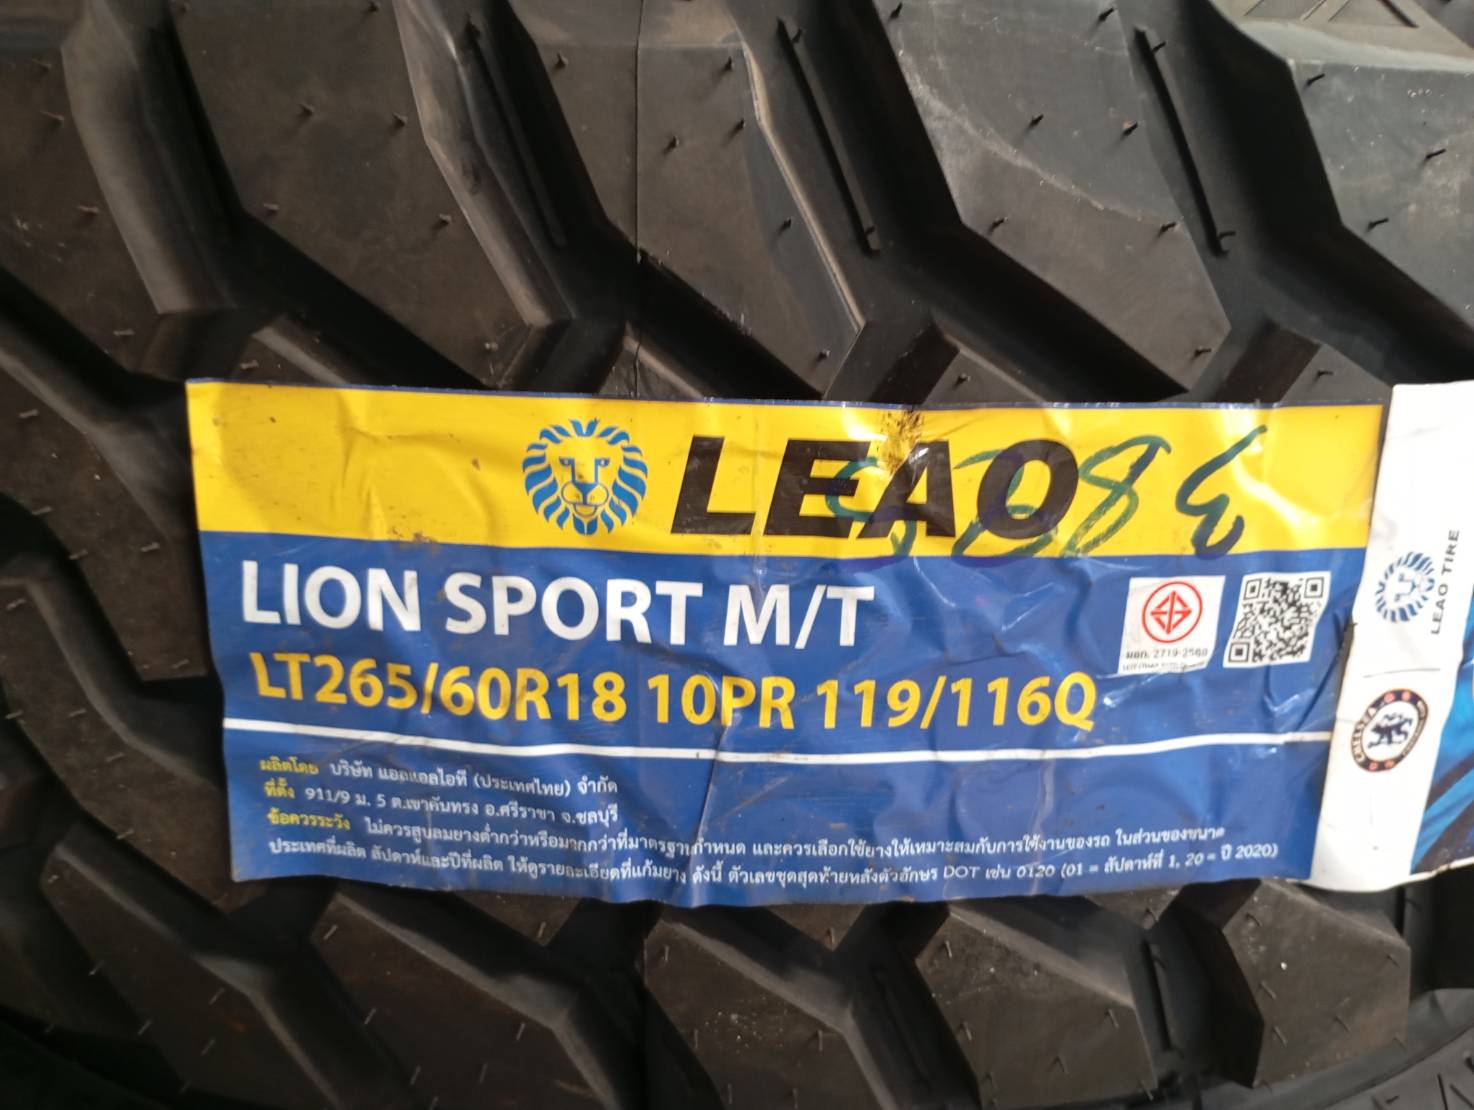 LEAO
LION SPORT M/T
LT265/60R18 10PR 119/116Q
มอก. 2719-2560
ผลิตโดย บริษัท แอลแอลไอที (ประเทศไทย) จำกัด
ที่ตั้ง 911/9 ม. 5 ต.เขาคันทรง อ.ศรีราชา จ.ชลบุรี
ข้อควรระวัง ไม่ควรสูบลมยางต่ำกว่าหรือมากกว่าที่มาตรฐานกำหนด และควรเลือกใช้ยางให้เหมาะสมกับการใช้งานของรถ ในส่วนของขนาด
ประเทศที่ผลิต สัปดาห์และปีที่ผลิต ให้ดูรายละเอียดที่แก้มยาง ดังนี้ ตัวเลขชุดสุดท้ายหลังตัวอักษร DOT เช่น 0120 (01 = สัปดาห์ที่ 1, 20 = ปี 2020)
LEAO TIRE
CHELSEA